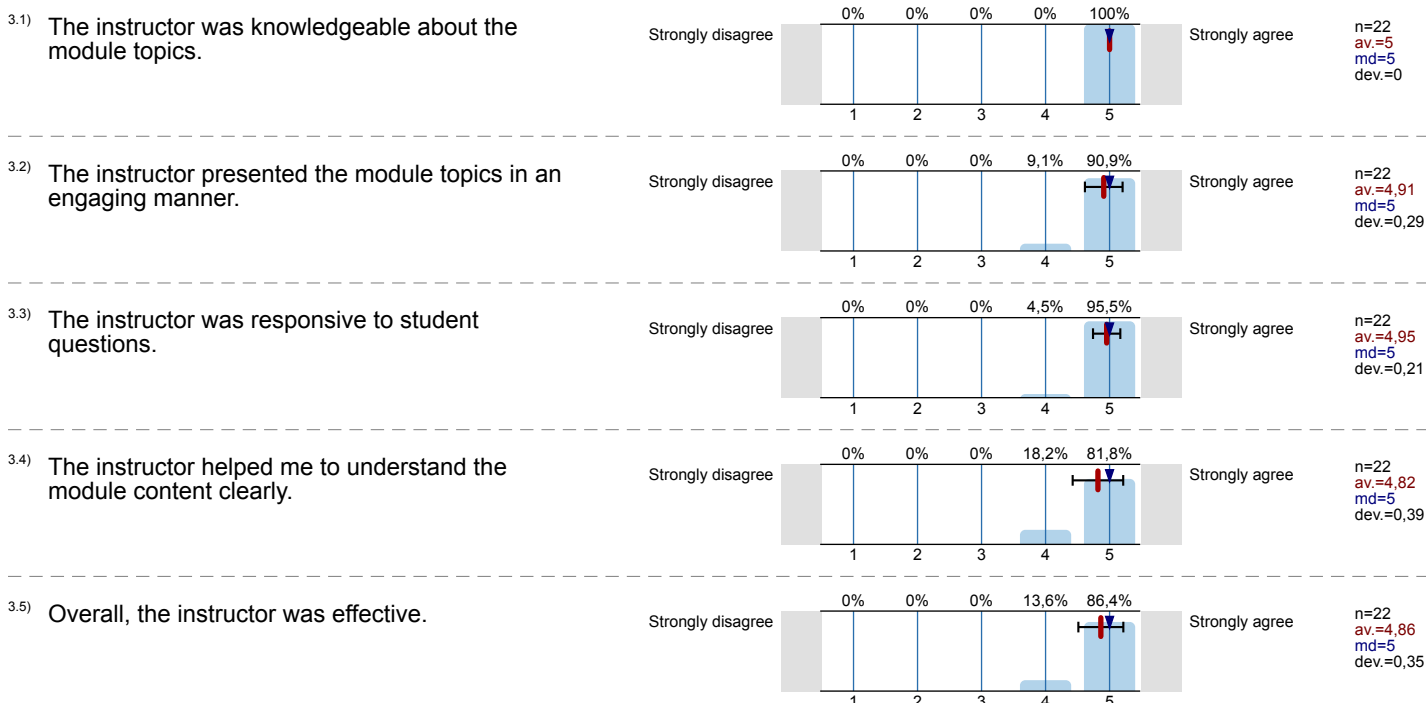 3.1) The instructor was knowledgeable about the
module topics.
Strongly disagree
0% 0% 0% 0% 100%
1 2 3 4 5
Strongly agree
n=22
av.=5
md=5
dev.=0
3.2) The instructor presented the module topics in an
engaging manner.
Strongly disagree
0% 0% 0% 9,1% 90,9%
1 2 3 4 5
Strongly agree
n=22
av.=4,91
md=5
dev.=0,29
3.3) The instructor was responsive to student
questions.
Strongly disagree
0% 0% 0% 4,5% 95,5%
1 2 3 4 5
Strongly agree
n=22
av.=4,95
md=5
dev.=0,21
3.4) The instructor helped me to understand the
module content clearly.
Strongly disagree
0% 0% 0% 18,2% 81,8%
1 2 3 4 5
Strongly agree
n=22
av.=4,82
md=5
dev.=0,39
3.5) Overall, the instructor was effective.
Strongly disagree
0% 0% 0% 13,6% 86,4%
1 2 3 4 5
Strongly agree
n=22
av.=4,86
md=5
dev.=0,35